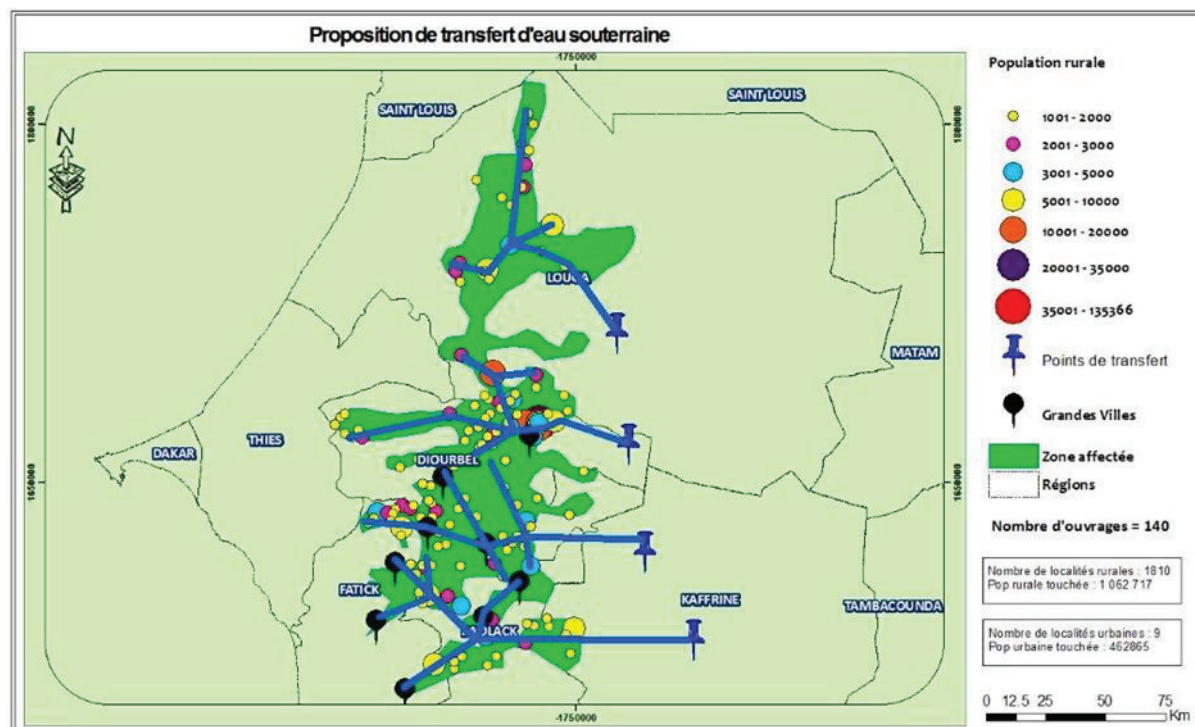 Proposition de transfert d'eau souterraine
-1750000
SAINT LOUIS
SAINT LOUIS
1800000
1800000
N
LOUGA
MATAM
THIES
DAKAR
DIOURBEL
1650000
1650000
FATICK
KAFFRINE
TAMBACOUNDA
KAOLACK
-1750000
Population rurale
1001 - 2000
2001 - 3000
3001 - 5000
5001 - 10000
10001 - 20000
20001 - 35000
35001 - 135366
Points de transfert
Grandes Villes
Zone affectée
Régions
Nombre d'ouvrages = 140
Nombre de localités rurales : 1810
Pop rurale touchée : 1 062 717
Nombre de localités urbaines : 9
Pop urbaine touchée : 462865
0 12.5 25 50 75
Km